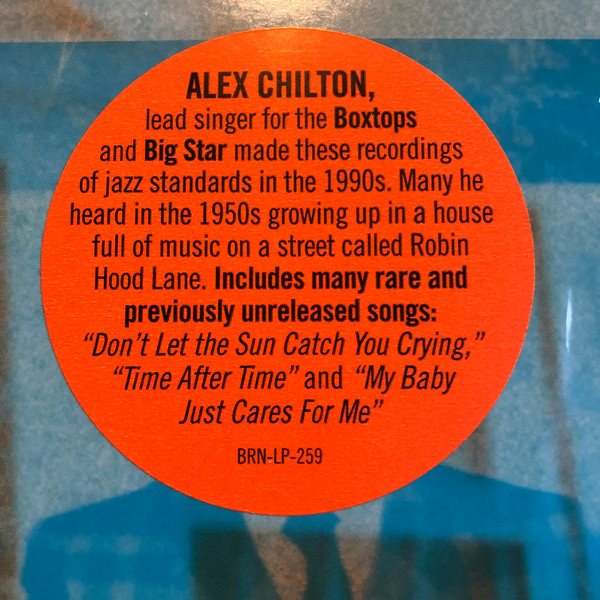 ALEX CHILTON,
lead singer for the Boxtops
and Big Star made these recordings
of jazz standards in the 1990s. Many he
heard in the 1950s growing up in a house
full of music on a street called Robin
Hood Lane. Includes many rare and
previously unreleased songs:
“Don’t Let the Sun Catch You Crying,”
“Time After Time” and “My Baby
Just Cares For Me”
BRN-LP-259